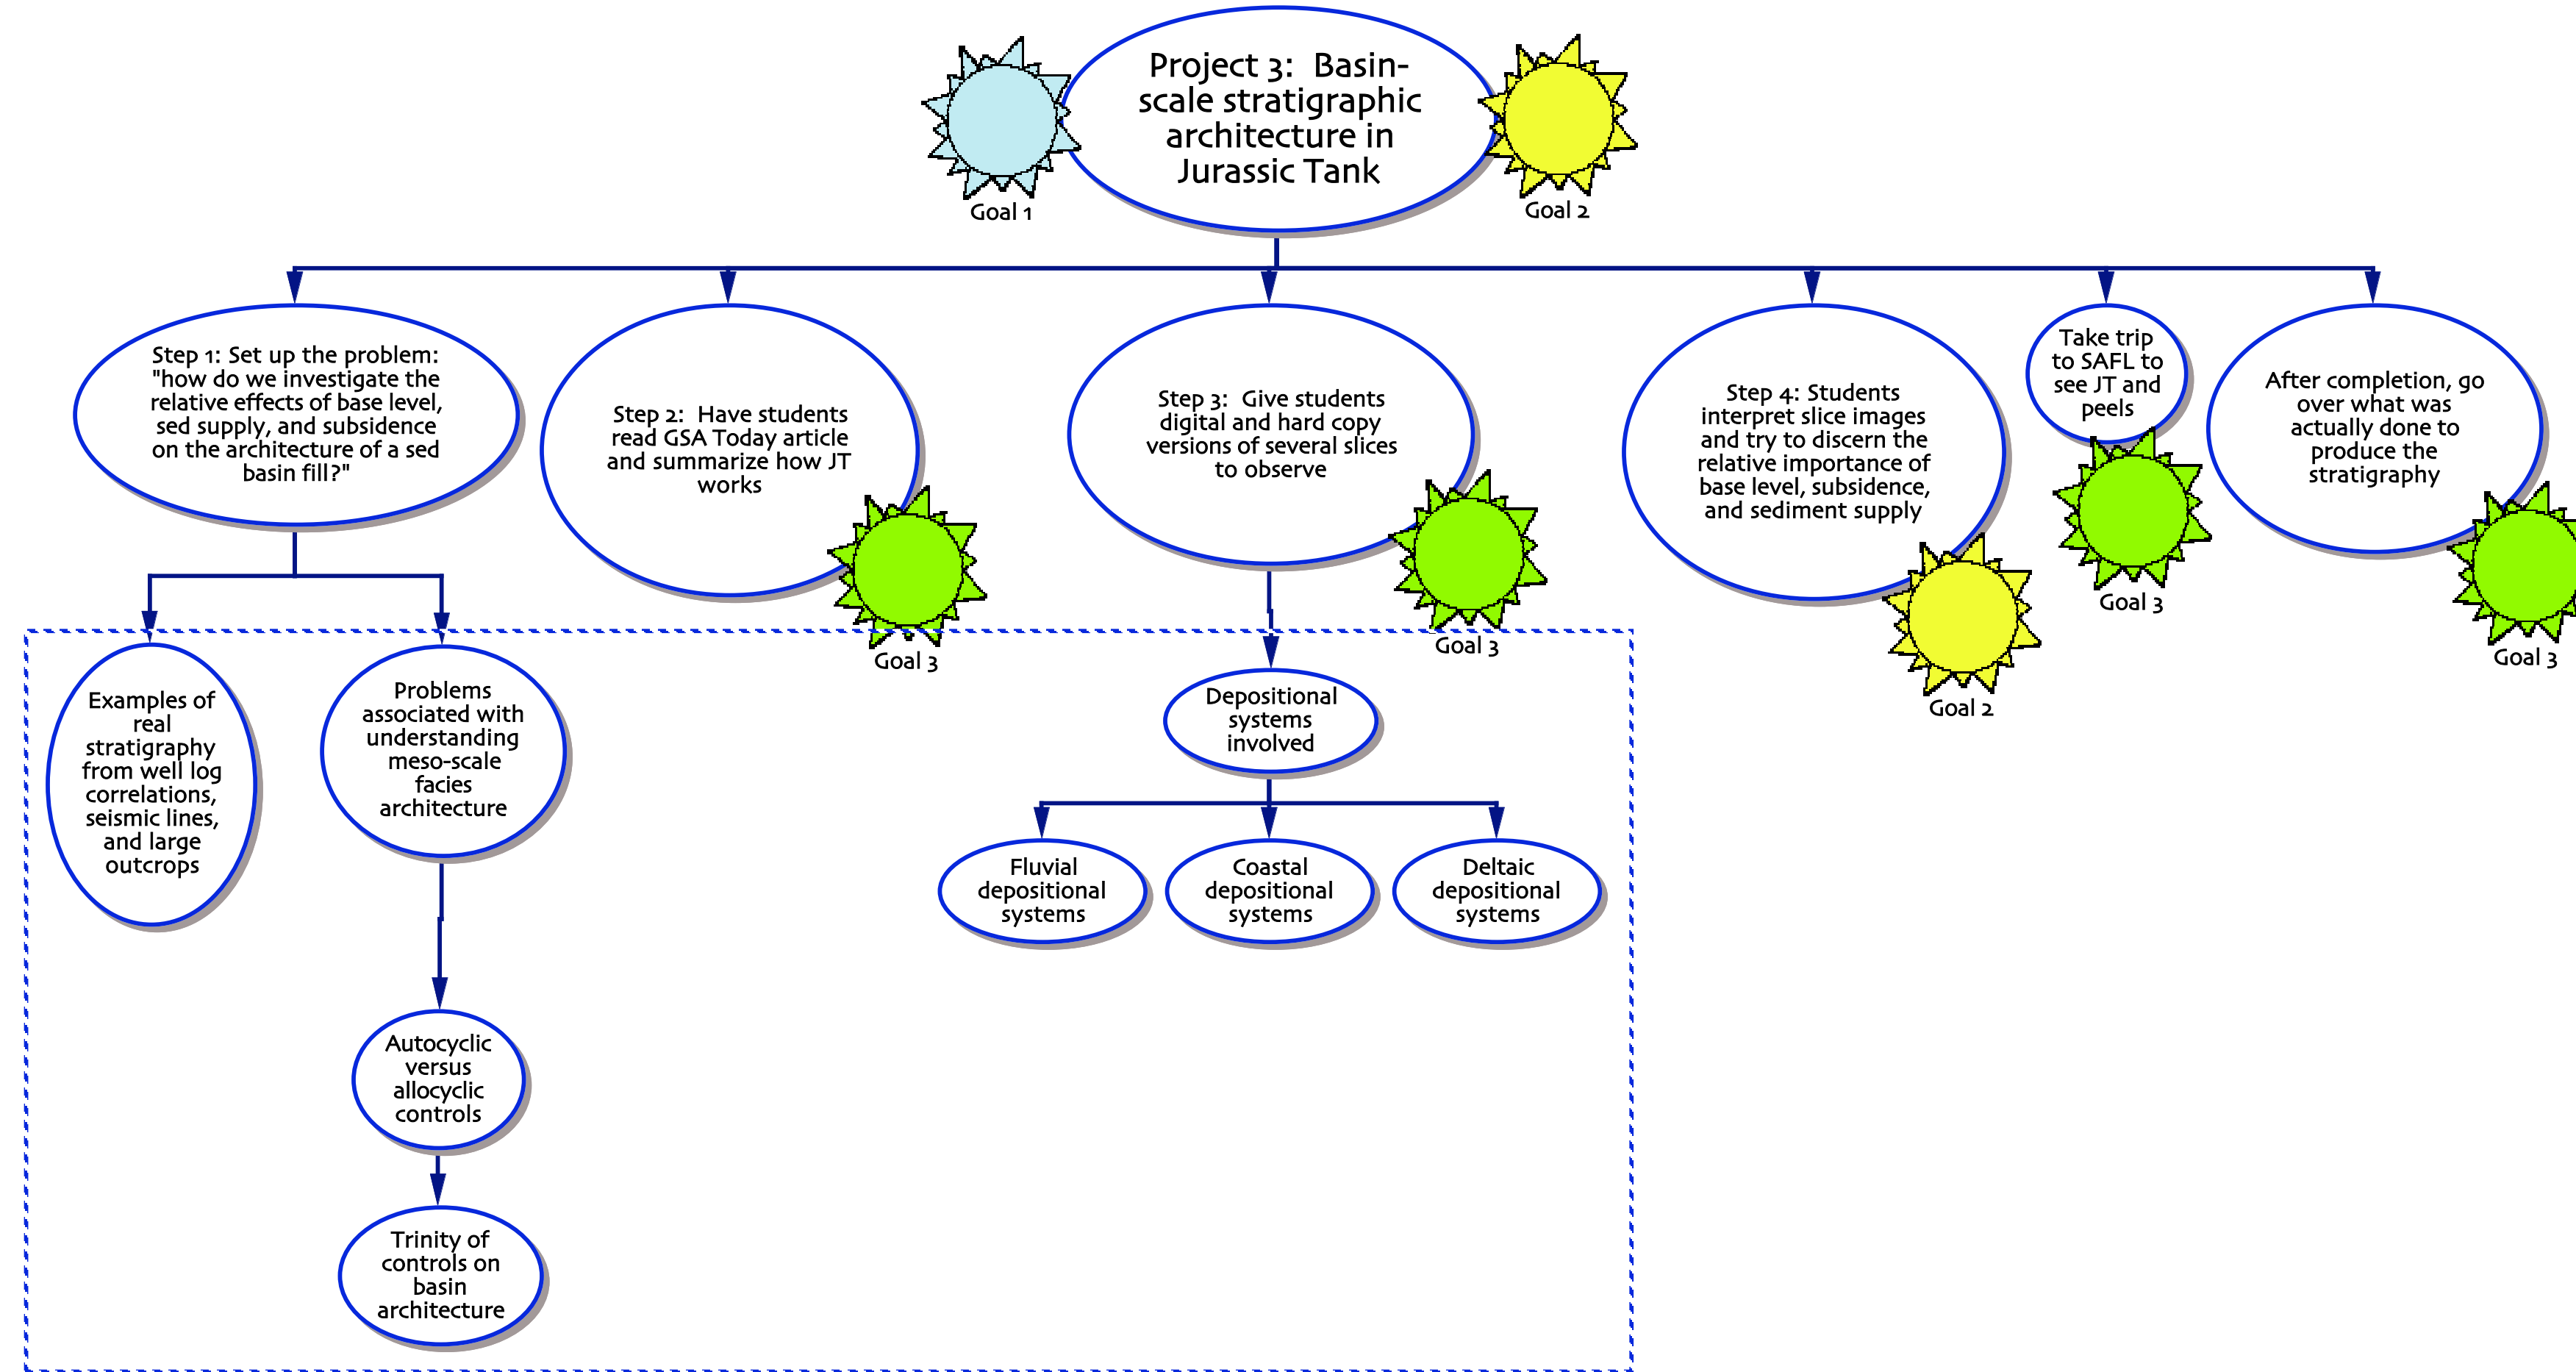 Project 3:  Basin-
scale stratigraphic
architecture in
Jurassic Tank
Goal 1
Goal 2
Step 1: Set up the problem:
"how do we investigate the
relative effects of base level,
sed supply, and subsidence
on the architecture of a sed
basin fill?"
Step 2:  Have students
read GSA Today article
and summarize how JT
works
Goal 3
Step 3:  Give students
digital and hard copy
versions of several slices
to observe
Goal 3
Step 4: Students
interpret slice images
and try to discern the
relative importance of
base level, subsidence,
and sediment supply
Goal 2
Take trip
to SAFL to
see JT and
peels
Goal 3
After completion, go
over what was
actually done to
produce the
stratigraphy
Goal 3
Examples of
real
stratigraphy
from well log
correlations,
seismic lines,
and large
outcrops
Problems
associated with
understanding
meso-scale
facies
architecture
Depositional
systems
involved
Fluvial
depositional
systems
Coastal
depositional
systems
Deltaic
depositional
systems
Autocyclic
versus
allocyclic
controls
Trinity of
controls on
basin
architecture